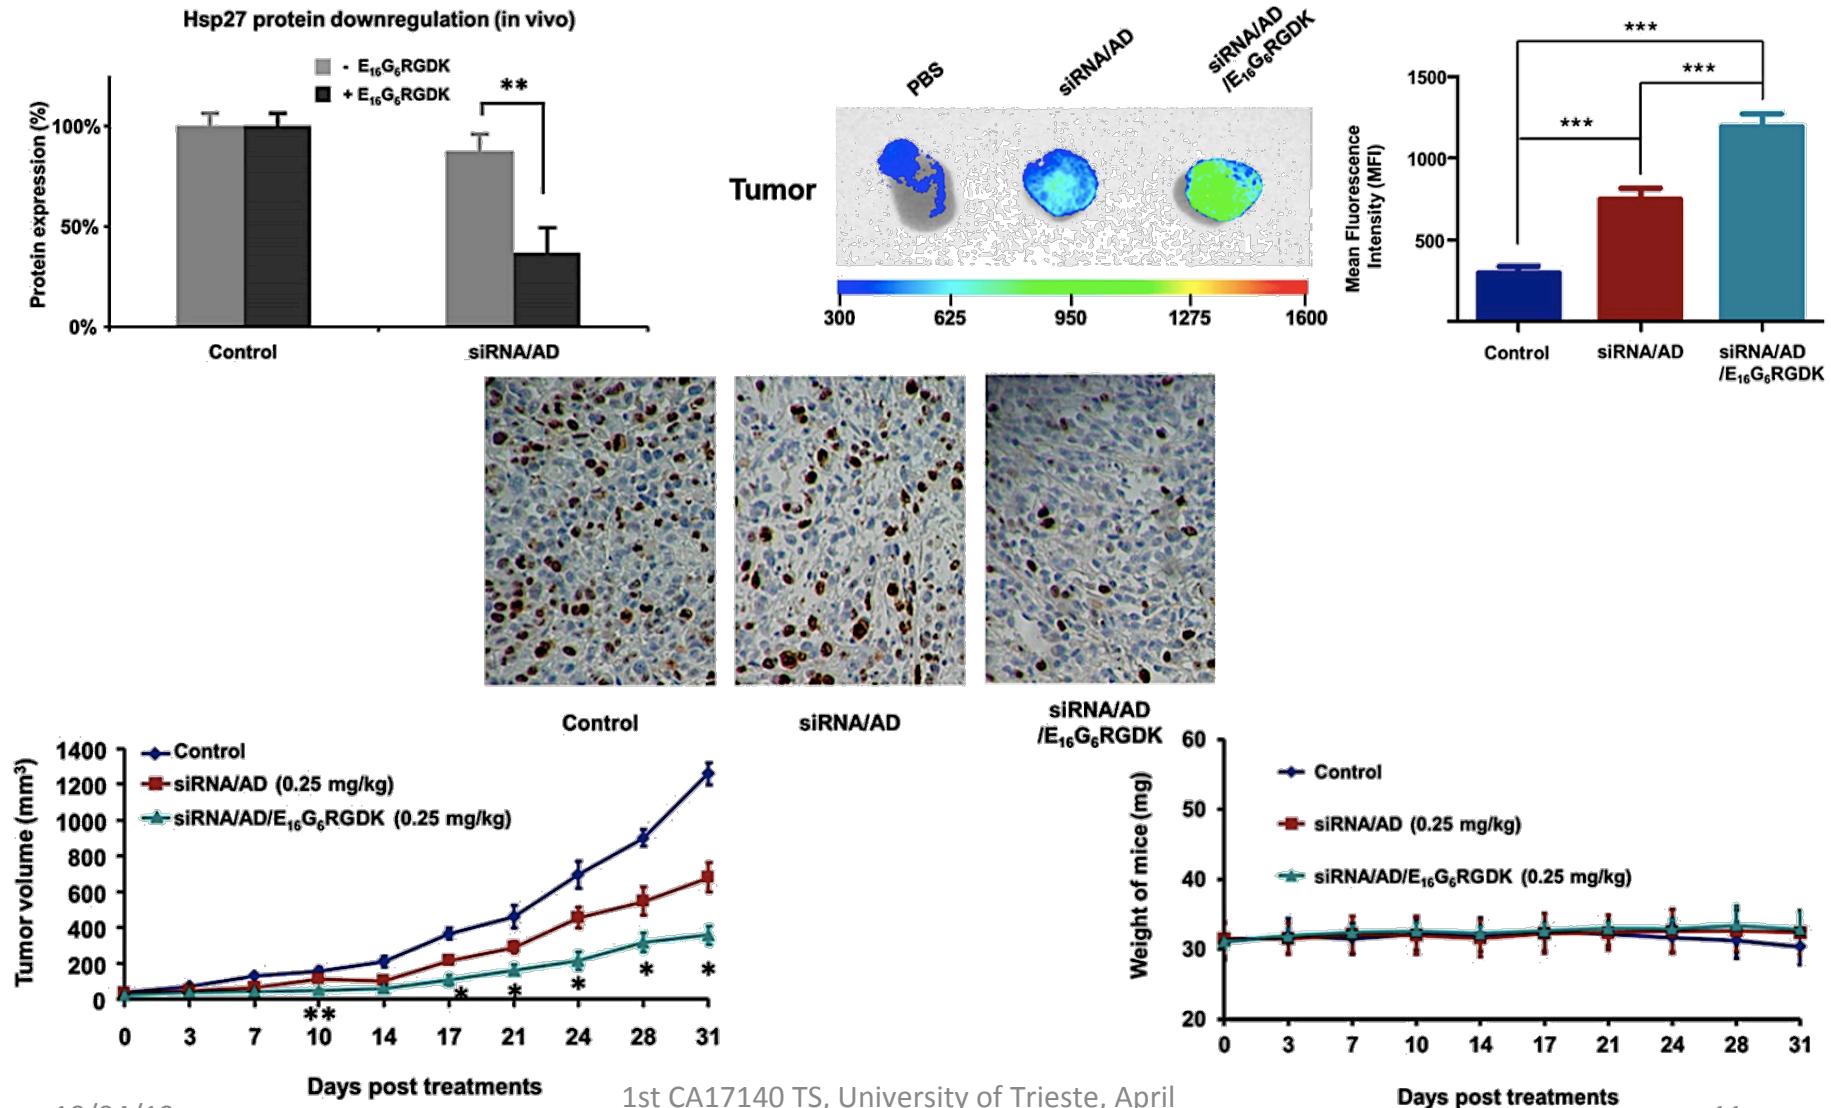 Hsp27 protein downregulation (in vivo)
- E16G6RGDK
+ E16G6RGDK
**
Protein expression (%)
100%
50%
0%
Control
siRNA/AD
PBS
siRNA/AD
siRNA/AD
/E16G6RGDK
Tumor
300 625 950 1275 1600
***
***
***
Mean Fluorescence
Intensity (MFI)
1500
1000
500
Control
siRNA/AD
siRNA/AD
/E16G6RGDK
Control
siRNA/AD
siRNA/AD
/E16G6RGDK
Tumor volume (mm3)
1400
1200
1000
800
600
400
200
0
Control
siRNA/AD (0.25 mg/kg)
siRNA/AD/E16G6RGDK (0.25 mg/kg)
** * * * * *
0 3 7 10 14 17 21 24 28 31
Days post treatments
Weight of mice (mg)
60
50
40
30
20
Control
siRNA/AD (0.25 mg/kg)
siRNA/AD/E16G6RGDK (0.25 mg/kg)
0 3 7 10 14 17 21 24 28 31
Days post treatments
1st CA17140 TS, University of Trieste, April